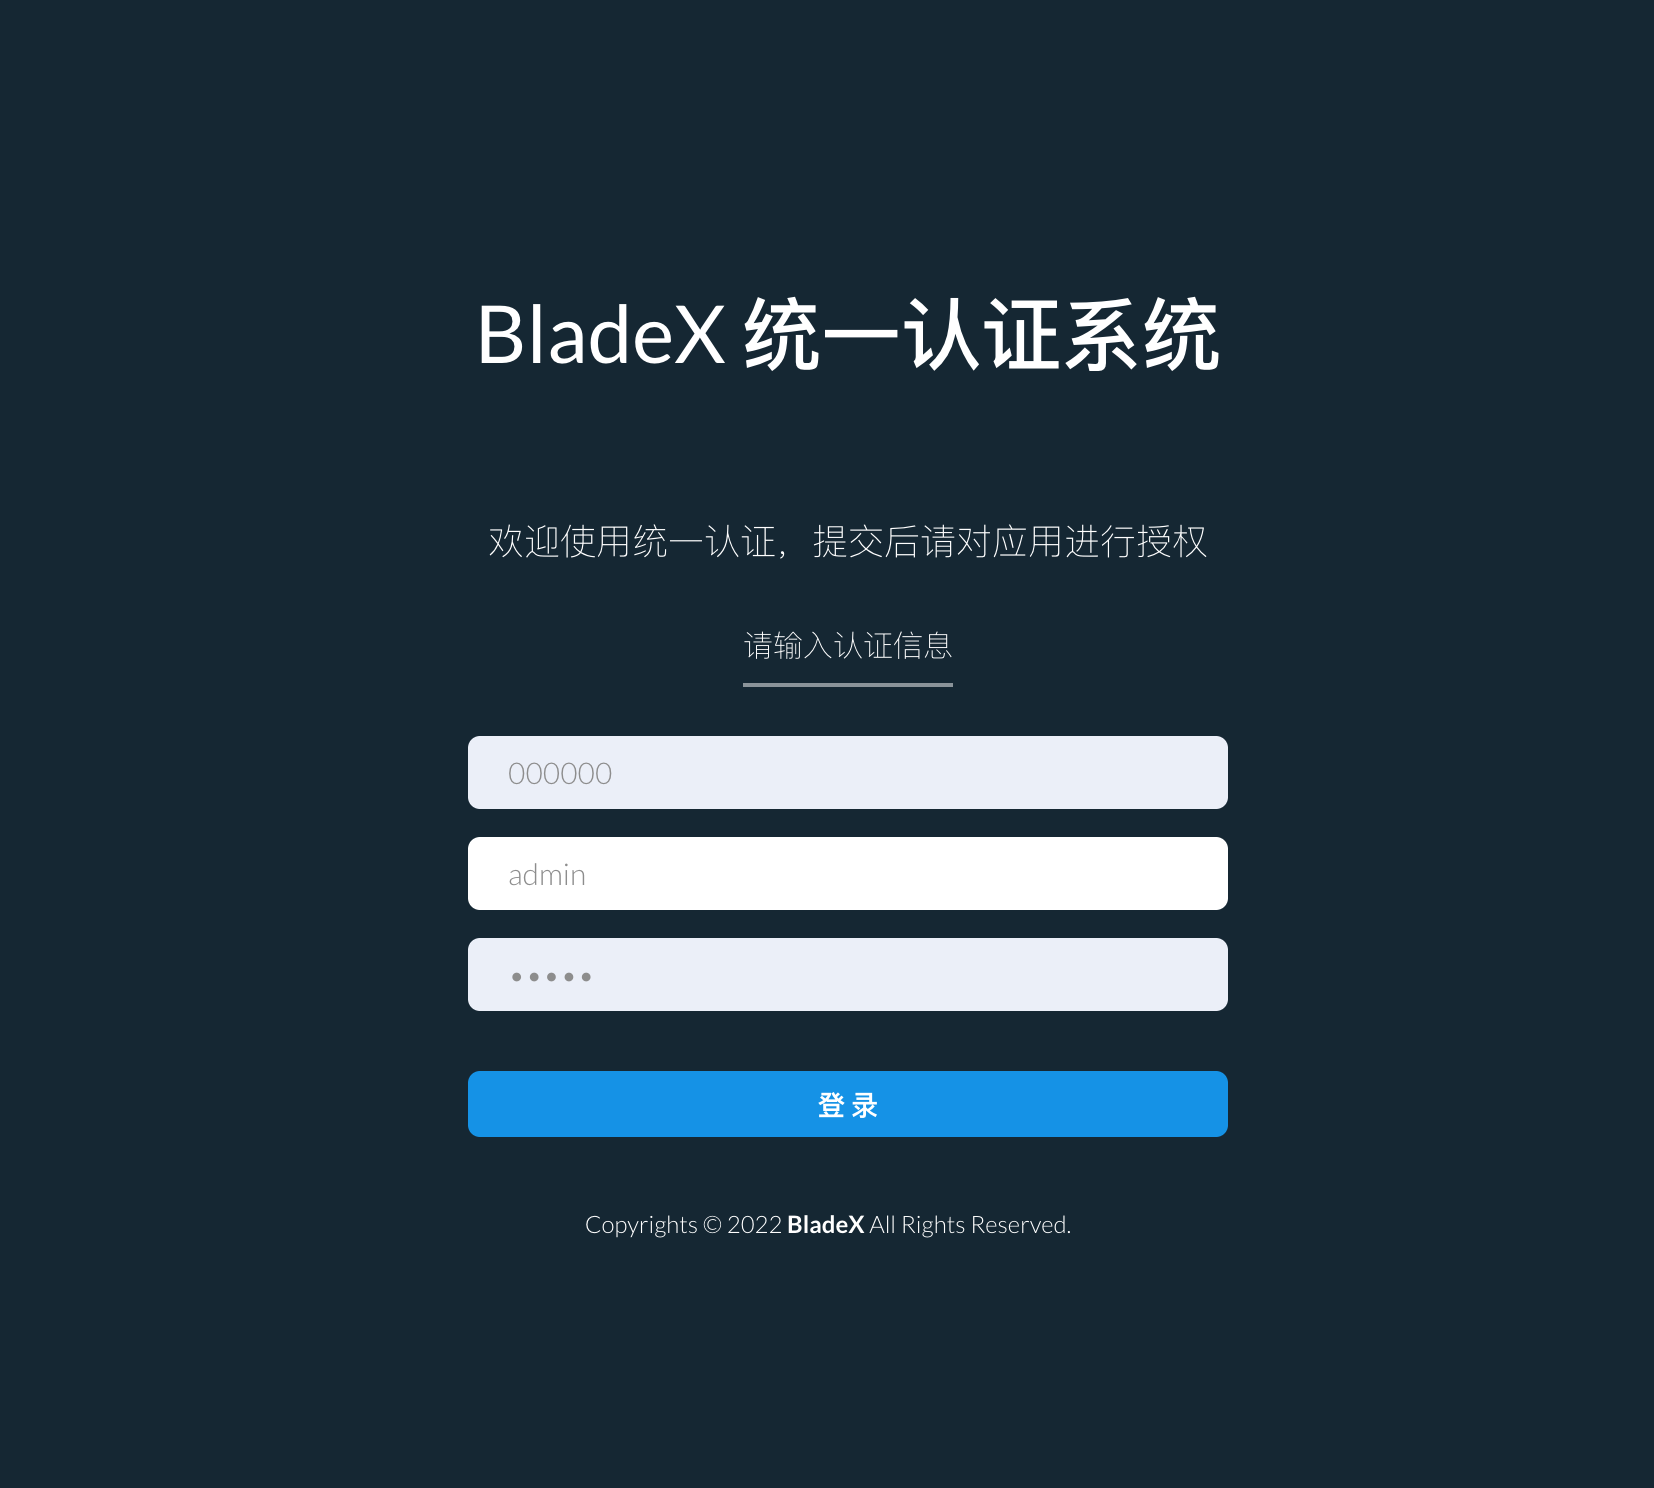 BladeX 统一认证系统
欢迎使用统一认证，提交后请对应用进行授权
请输入认证信息
000000
admin
•••••
登 录
Copyrights © 2022 BladeX All Rights Reserved.